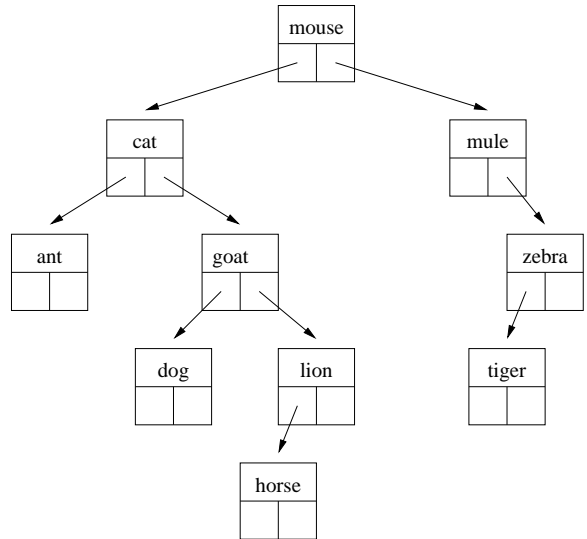 mouse
cat
mule
ant
goat
zebra
dog
lion
tiger
horse